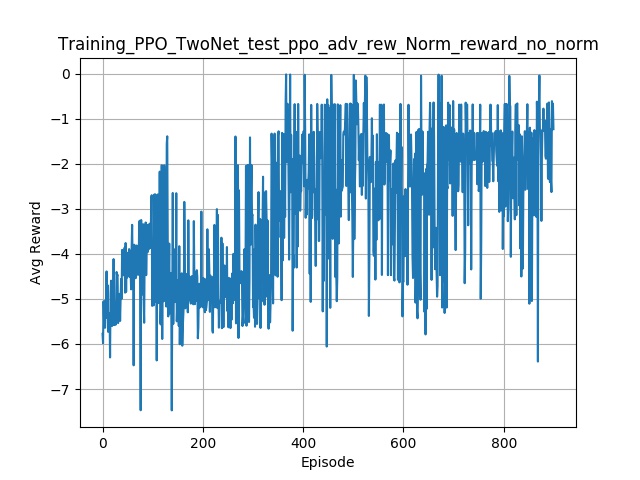 Training_PPO_TwoNet_test_ppo_adv_rew_Norm_reward_no_norm
0
−1
−2
−3
−4
−5
−6
−7
Avg Reward
0 200 400 600 800
Episode